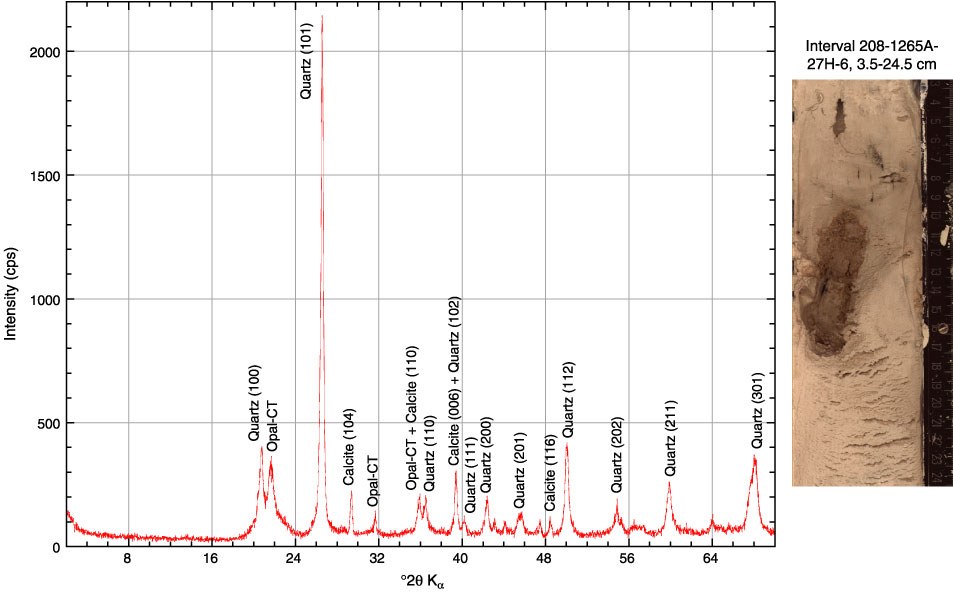 Interval 208-1265A-
27H-6, 3.5-24.5 cm
Intensity (cps)
2000
1500
1000
500
0
Quartz (100)
Opal-CT
Quartz (101)
Calcite (104)
Opal-CT
Opal-CT + Calcite (110)
Quartz (110)
Calcite (006) + Quartz (102)
Quartz (111)
Quartz (200)
Quartz (201)
Calcite (116)
Quartz (112)
Quartz (202)
Quartz (211)
Quartz (301)
8 16 24 32 40 48 56 64
°2θ Kα